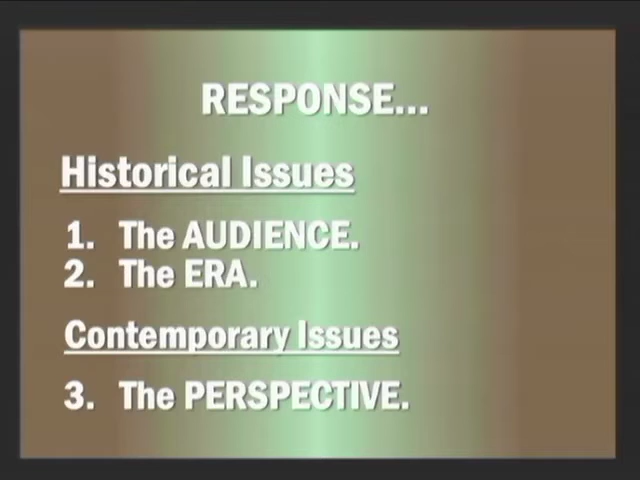 RESPONSE...
Historical Issues
1. The AUDIENCE.
2. The ERA.
Contemporary Issues
3. The PERSPECTIVE.